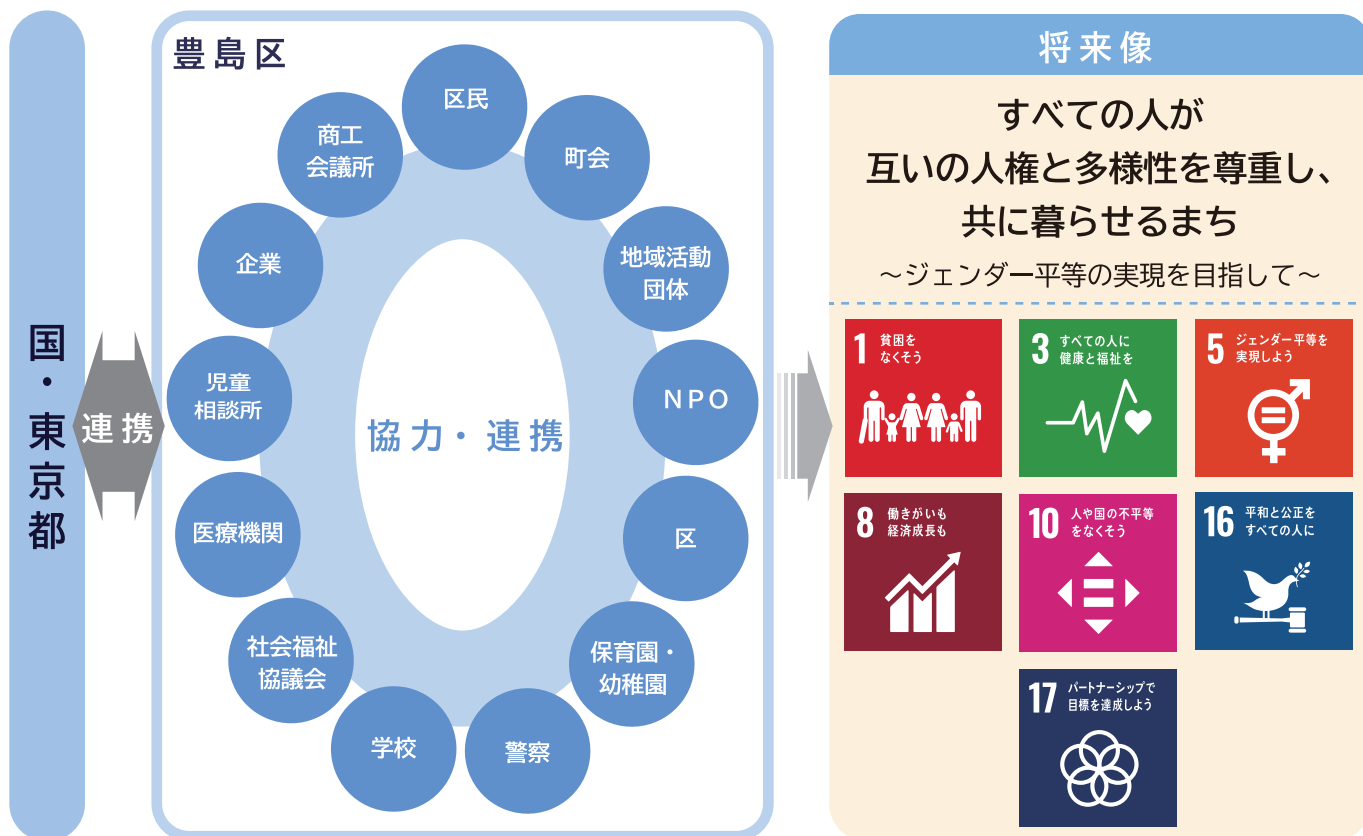 国・東京都
連携
豊島区
区民
町会
地域活動
団体
NPO
区
保育園・
幼稚園
警察
学校
社会福祉
協議会
医療機関
児童
相談所
企業
商工
会議所
協力・連携
将来像
すべての人が
互いの人権と多様性を尊重し、
共に暮らせるまち
~ジェンダー平等の実現を目指して~
1 貧困を
なくそう
3 すべての人に
健康と福祉を
5 ジェンダー平等を
実現しよう
8 働きがいも
経済成長も
10 人や国の不平等
をなくそう
16 平和と公正を
すべての人に
17 パートナーシップで
目標を達成しよう